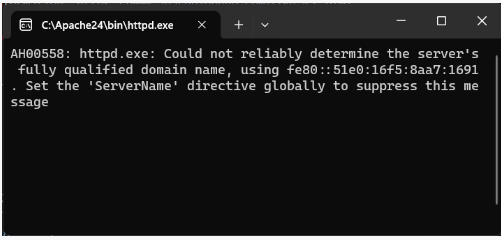 C:\Apache24\bin\httpd.exe
AH00558: httpd.exe: Could not reliably determine the server's
fully qualified domain name, using fe80::51e0:16f5:8aa7:1691
. Set the 'ServerName' directive globally to suppress this me
ssage